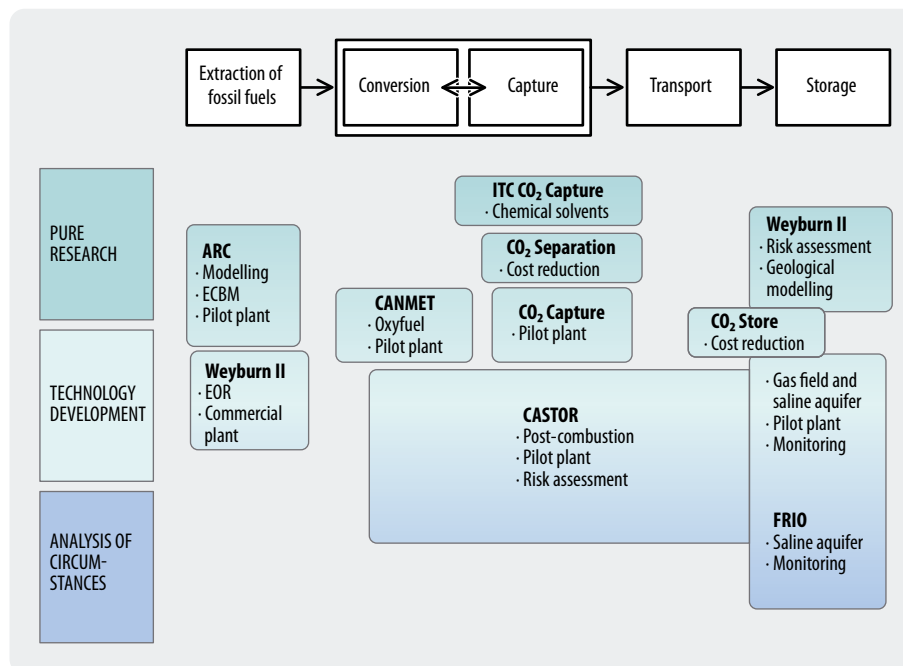 Extraction of
fossil fuels
Conversion
Capture
Transport
Storage
PURE
RESEARCH
TECHNOLOGY
DEVELOPMENT
ANALYSIS OF
CIRCUM-
STANCES
ARC
· Modelling
· ECBM
· Pilot plant
Weyburn II
· EOR
· Commercial
plant
CANMET
· Oxyfuel
· Pilot plant
ITC CO₂ Capture
· Chemical solvents
CO₂ Separation
· Cost reduction
CO₂ Capture
· Pilot plant
CASTOR
· Post-combustion
· Pilot plant
· Risk assessment
Weyburn II
· Risk assessment
· Geological
modelling
CO₂ Store
· Cost reduction
· Gas field and
saline aquifer
· Pilot plant
· Monitoring
FRIO
· Saline aquifer
· Monitoring